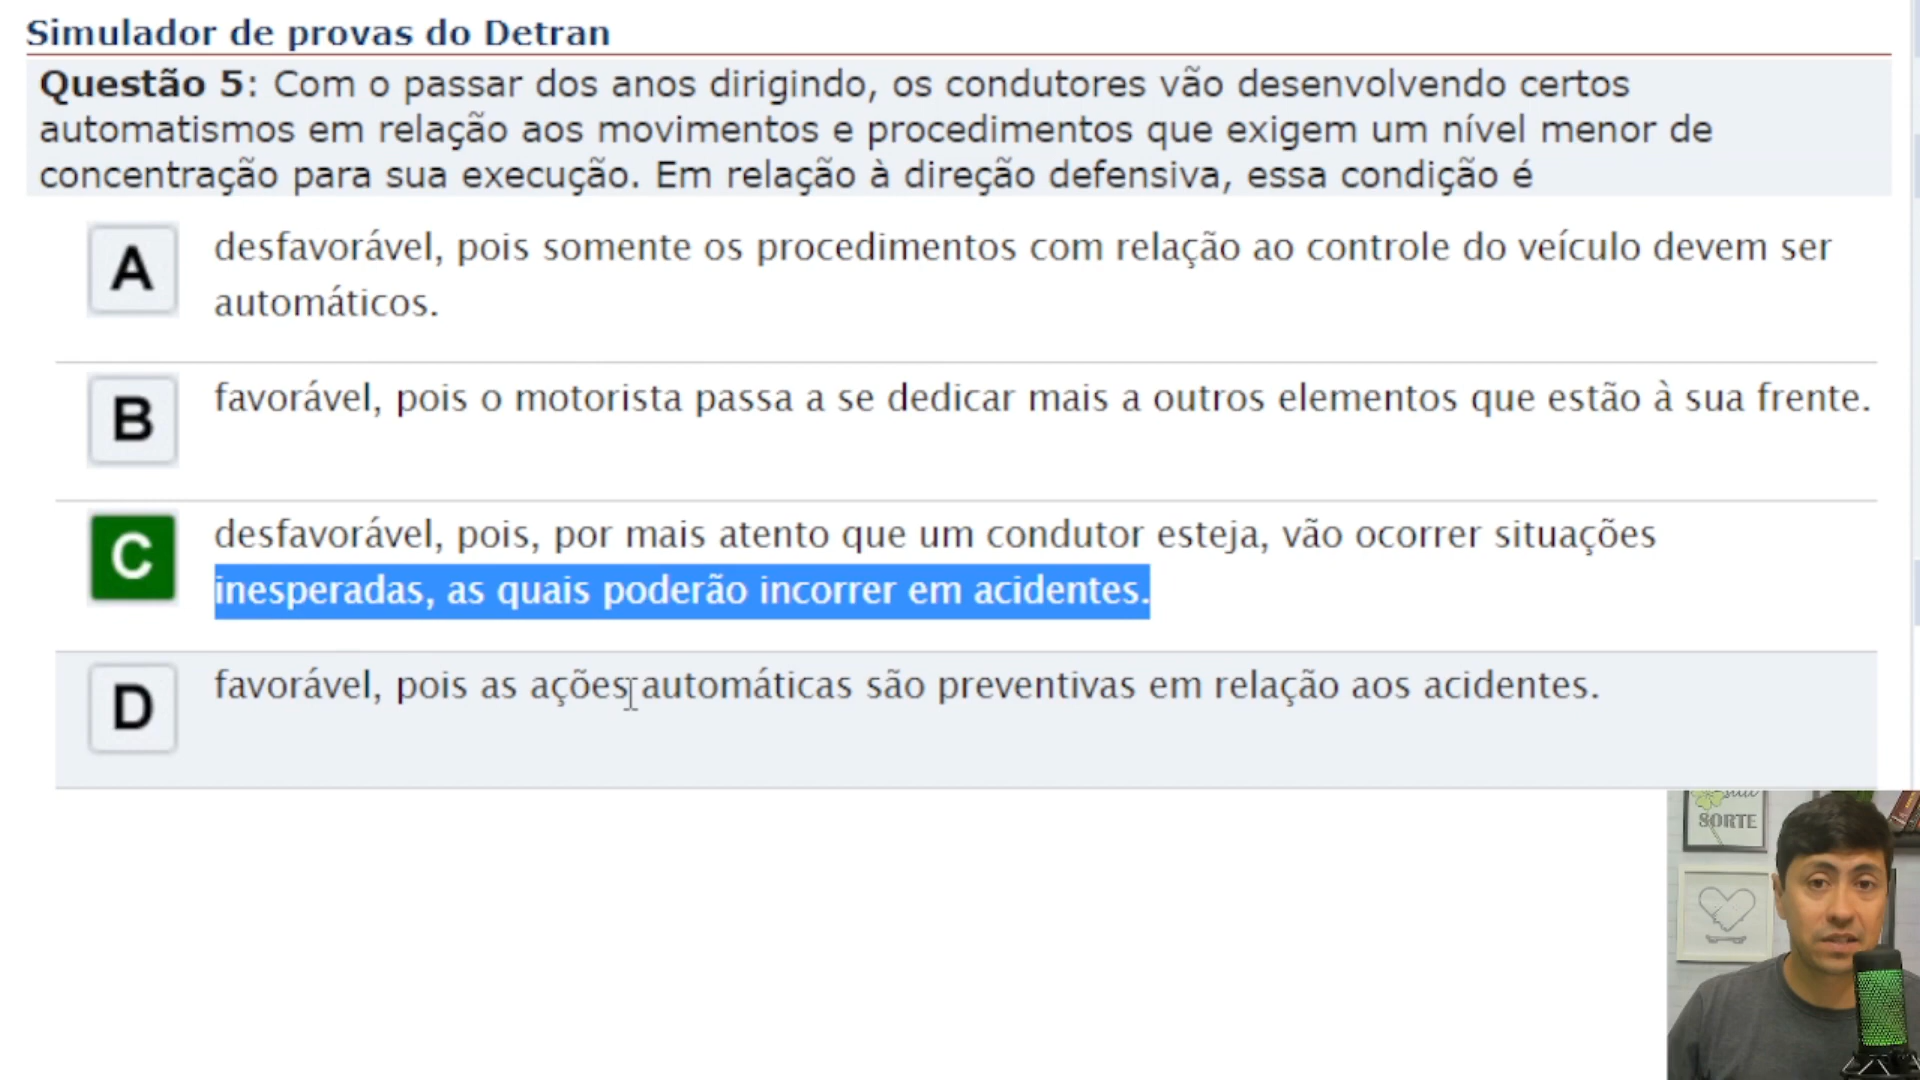 Simulador de provas do Detran
Questão 5: Com o passar dos anos dirigindo, os condutores vão desenvolvendo certos
automatismos em relação aos movimentos e procedimentos que exigem um nível menor de
concentração para sua execução. Em relação à direção defensiva, essa condição é
A desfavorável, pois somente os procedimentos com relação ao controle do veículo devem ser
automáticos.
B favorável, pois o motorista passa a se dedicar mais a outros elementos que estão à sua frente.
C desfavorável, pois, por mais atento que um condutor esteja, vão ocorrer situações
inesperadas, as quais poderão incorrer em acidentes.
D favorável, pois as ações automáticas são preventivas em relação aos acidentes.
SORTE